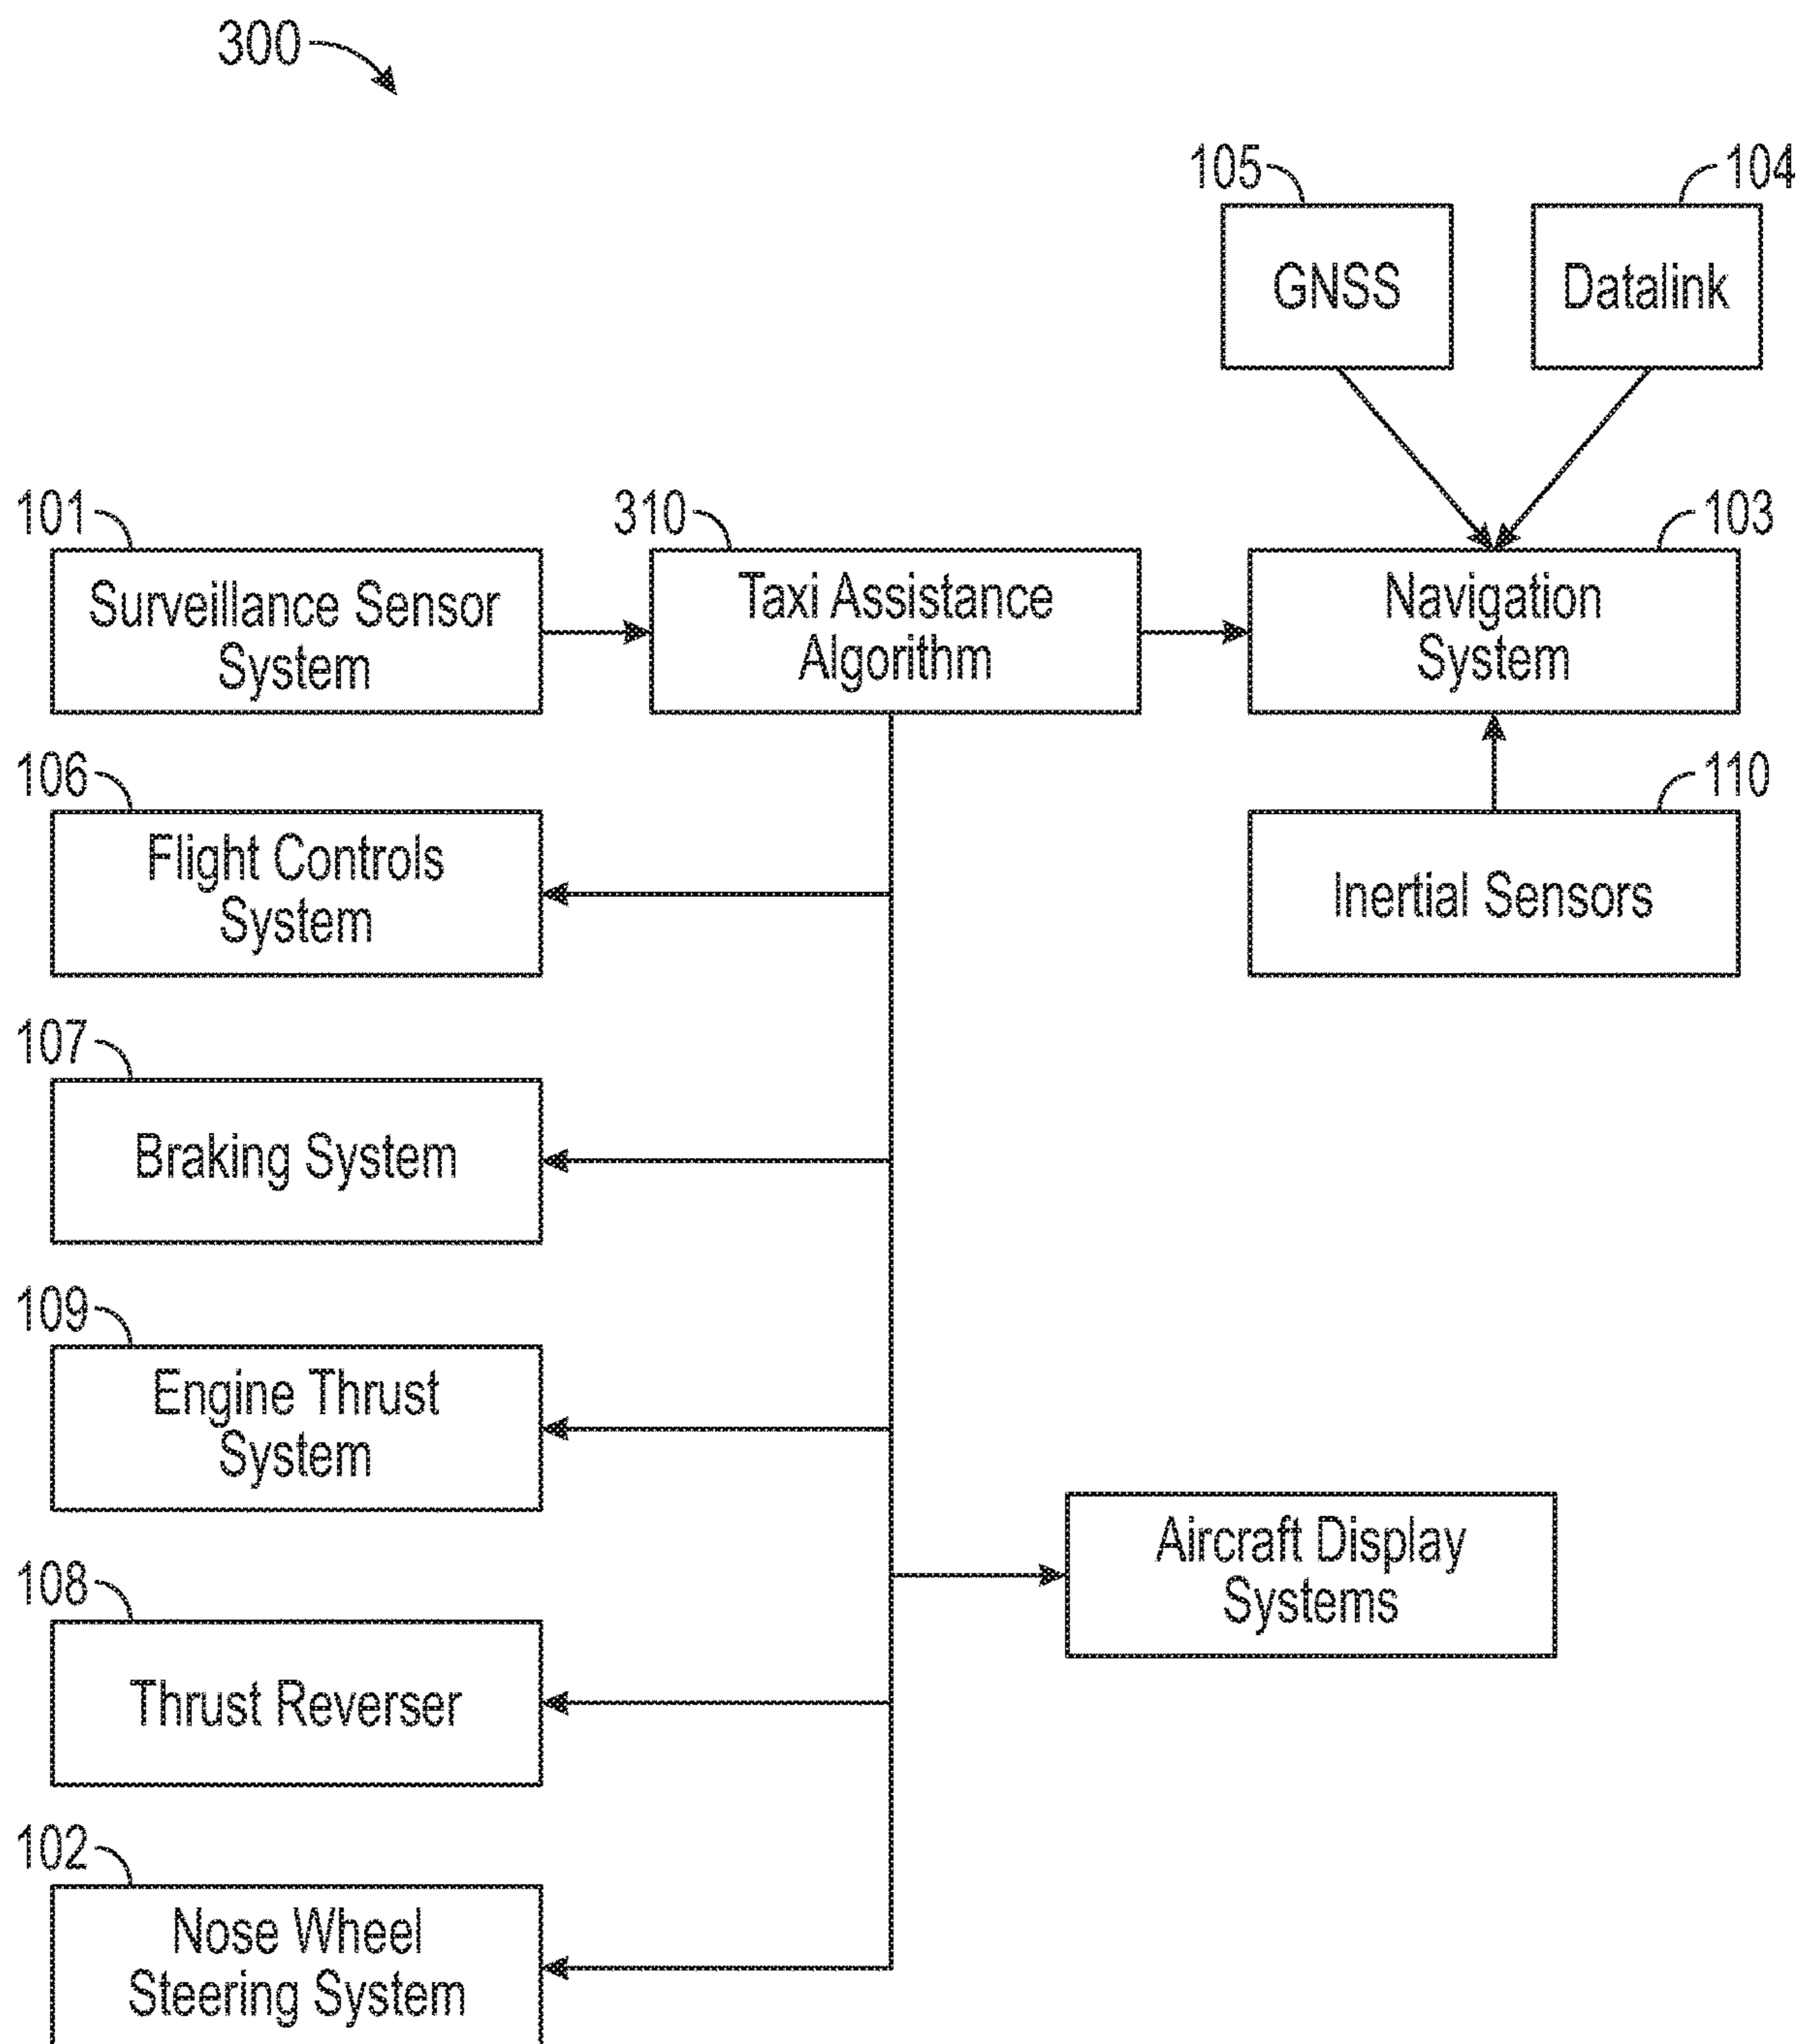 300
105
104
GNSS
Datalink
101
310
103
Surveillance Sensor
System
Taxi Assistance
Algorithm
Navigation
System
106
110
Flight Controls
System
Inertial Sensors
107
Braking System
109
Engine Thrust
System
Aircraft Display
Systems
108
Thrust Reverser
102
Nose Wheel
Steering System